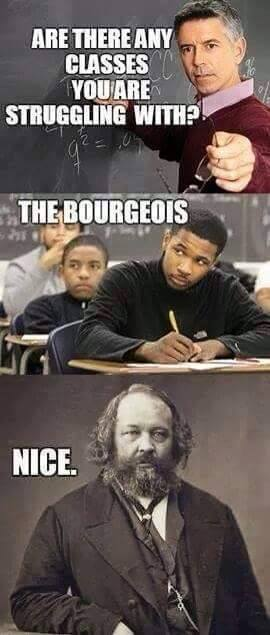 ARE THERE ANY
CLASSES
YOU ARE
STRUGGLING WITH?
THE BOURGEOIS
NICE.